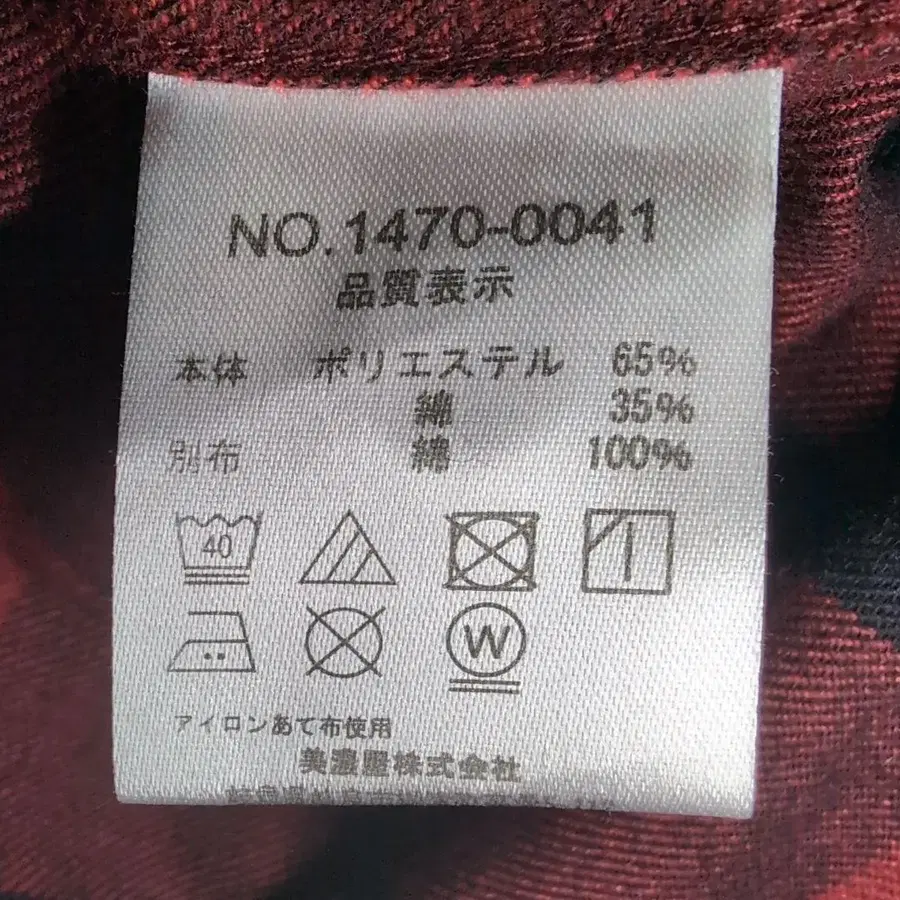 NO.1470-0041
品質表示
本体 ポリエステル 65%
綿 35%
別布 綿 100%
40
W
アイロンあて布使用
美濃屋株式会社